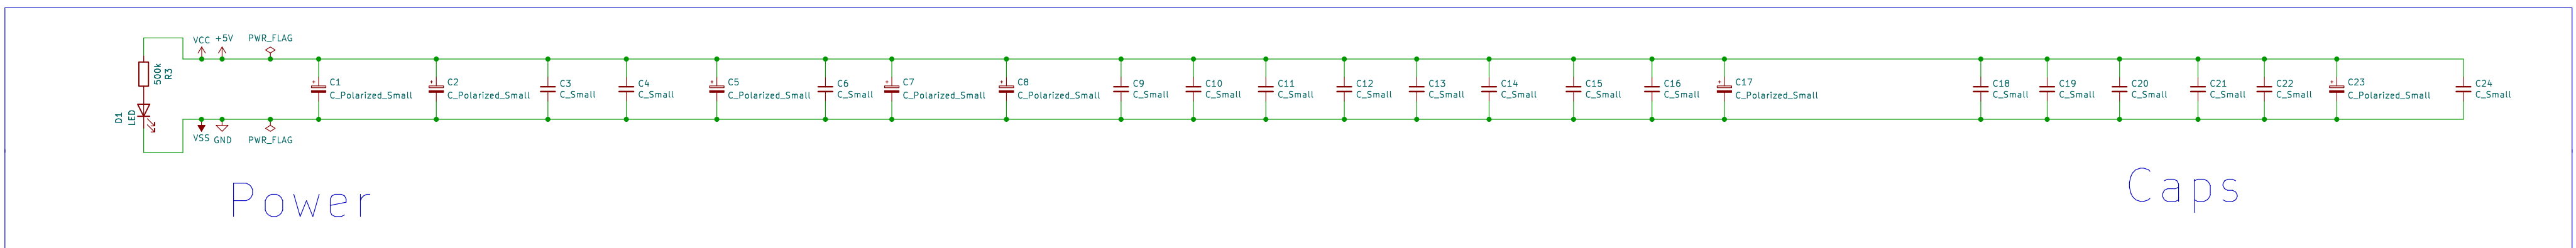 VCC
+5V
PWR_FLAG
500k
R3
D1
LED
VSS
GND
PWR_FLAG
C1
C_Polarized_Small
C2
C_Polarized_Small
C3
C_Small
C4
C_Small
C5
C_Polarized_Small
C6
C_Small
C7
C_Polarized_Small
C8
C_Polarized_Small
C9
C_Small
C10
C_Small
C11
C_Small
C12
C_Small
C13
C_Small
C14
C_Small
C15
C_Small
C16
C_Small
C17
C_Polarized_Small
C18
C_Small
C19
C_Small
C20
C_Small
C21
C_Small
C22
C_Small
C23
C_Polarized_Small
C24
C_Small
Power
Caps